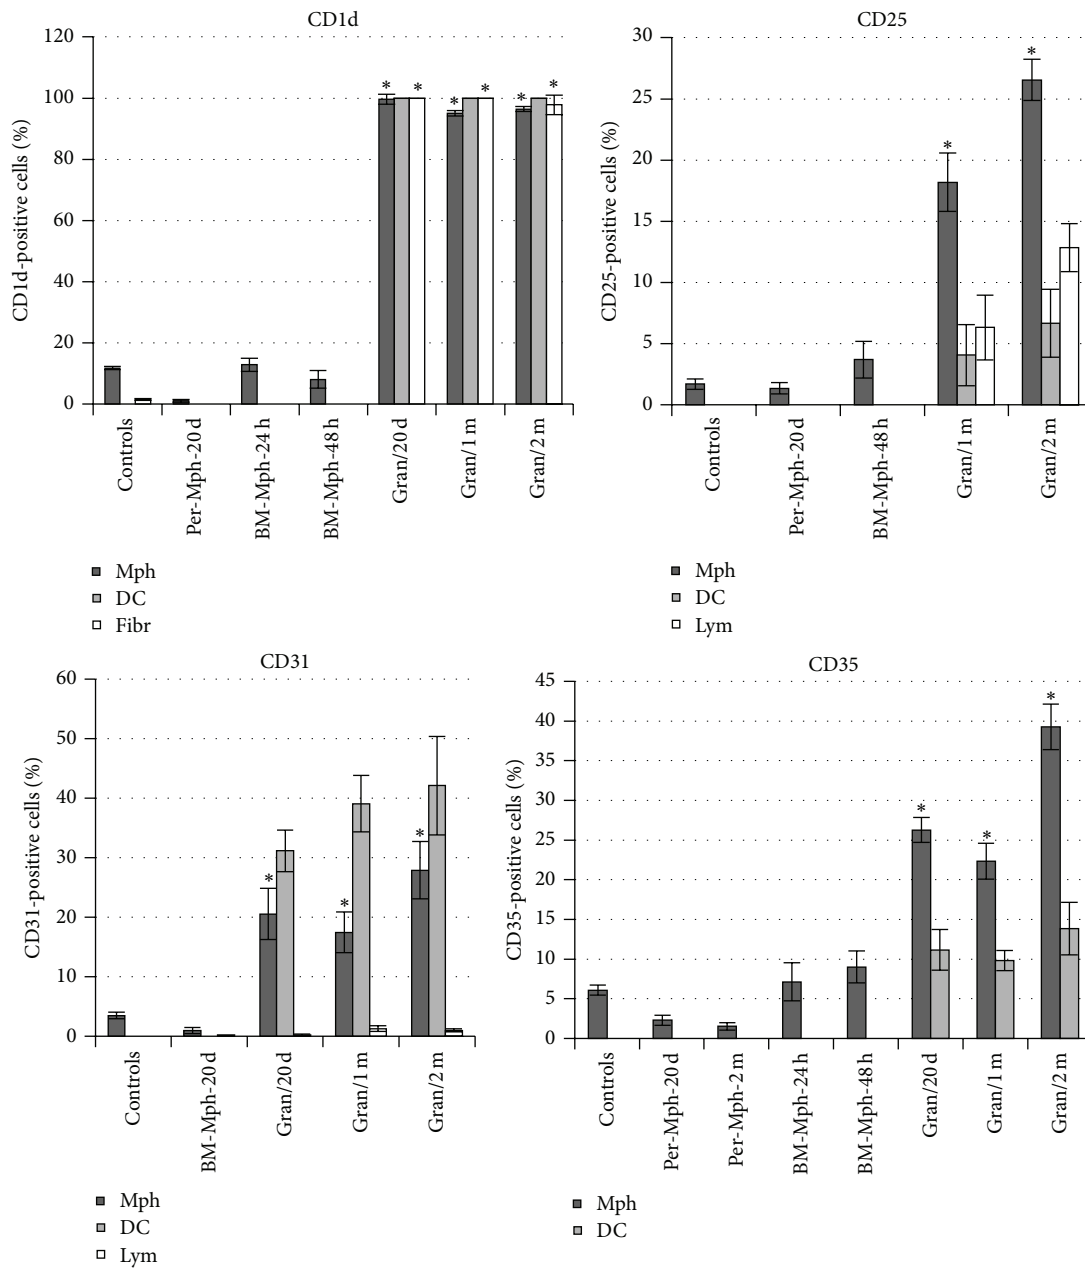 CD1d
CD1d-positive cells (%)
120
100
80
60
40
20
0
* * * * * *
Controls
Per-Mph-20 d
BM-Mph-24 h
BM-Mph-48 h
Gran/20 d
Gran/1 m
Gran/2 m
Mph
DC
Fibr
CD25
CD25-positive cells (%)
30
25
20
15
10
5
0
* *
Controls
Per-Mph-20 d
BM-Mph-48 h
Gran/1 m
Gran/2 m
Mph
DC
Lym
CD31
CD31-positive cells (%)
60
50
40
30
20
10
0
* * *
Controls
BM-Mph-20 d
Gran/20 d
Gran/1 m
Gran/2 m
Mph
DC
Lym
CD35
CD35-positive cells (%)
45
40
35
30
25
20
15
10
5
0
* * *
Controls
Per-Mph-20 d
Per-Mph-2 m
BM-Mph-24 h
BM-Mph-48 h
Gran/20 d
Gran/1 m
Gran/2 m
Mph
DC